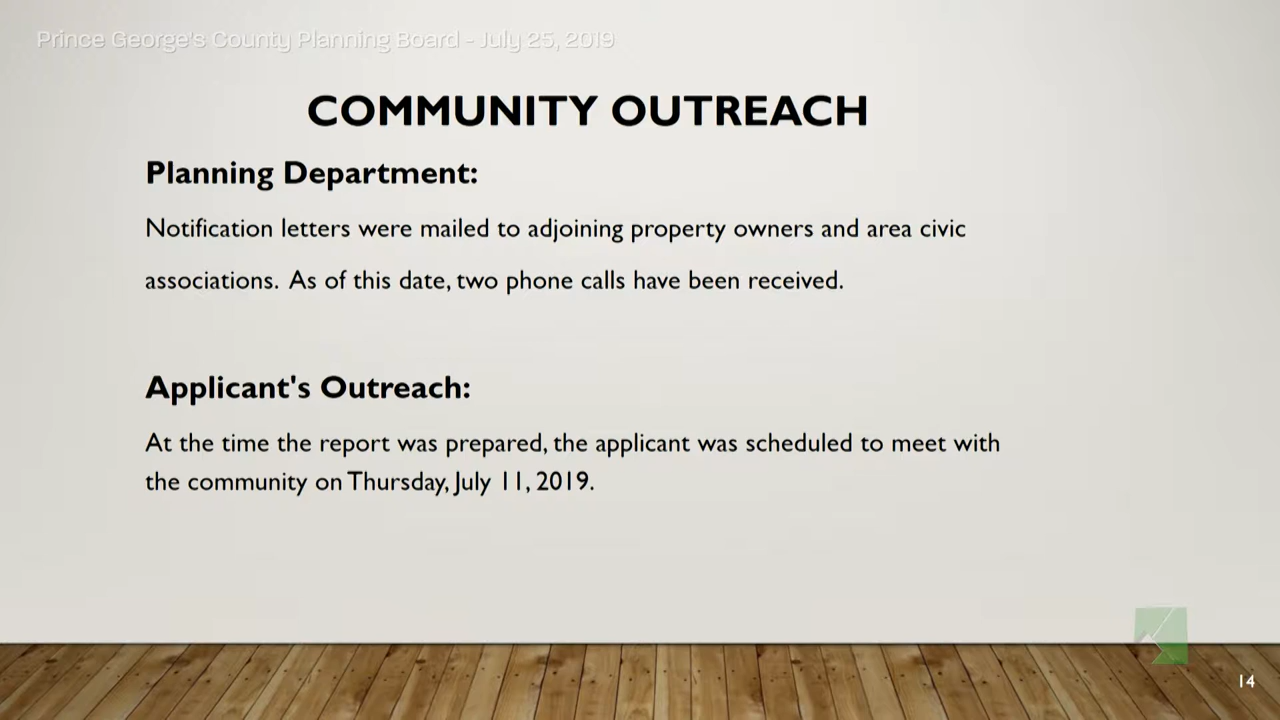 Prince George's County Planning Board - July 25, 2019
COMMUNITY OUTREACH
Planning Department:
Notification letters were mailed to adjoining property owners and area civic
associations. As of this date, two phone calls have been received.
Applicant's Outreach:
At the time the report was prepared, the applicant was scheduled to meet with
the community on Thursday, July 11, 2019.
14